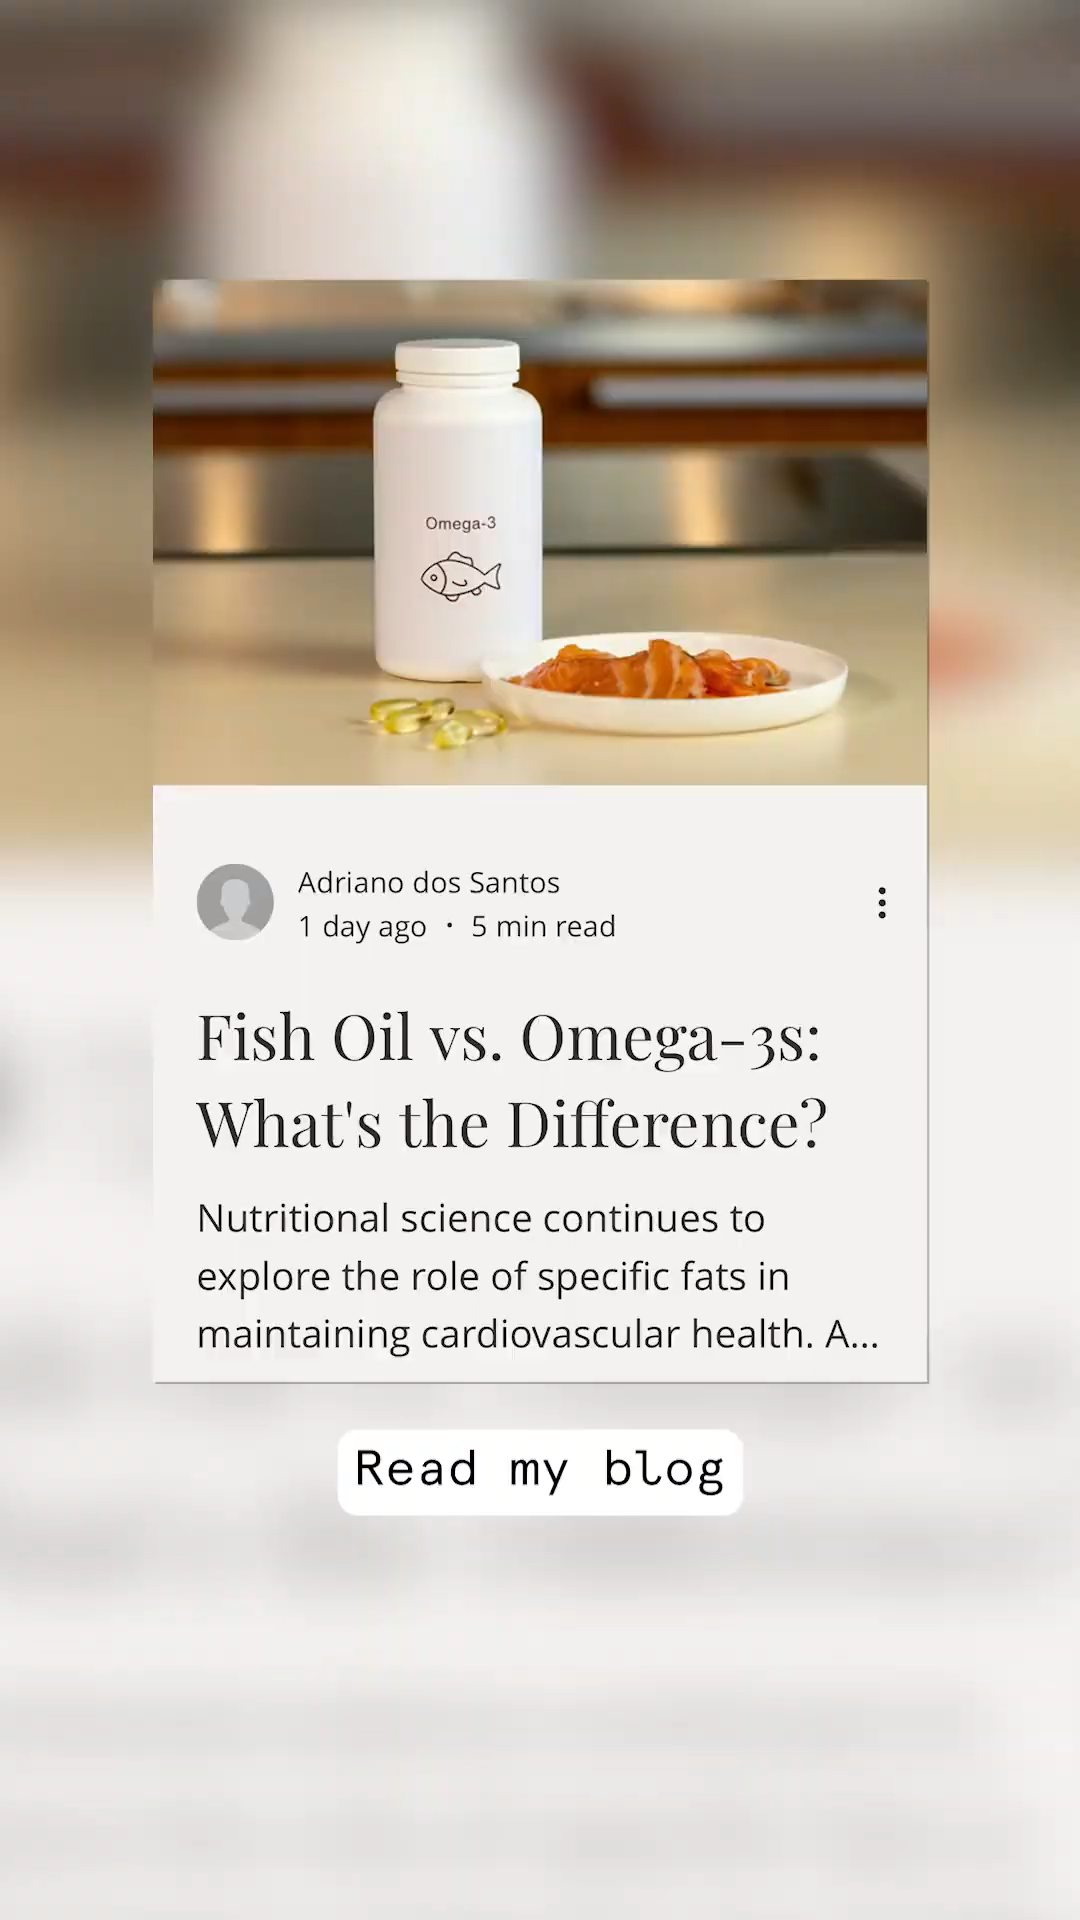 Omega-3
Adriano dos Santos
1 day ago · 5 min read
Fish Oil vs. Omega-3s:
What's the Difference?
Nutritional science continues to
explore the role of specific fats in
maintaining cardiovascular health. A...
Read my blog